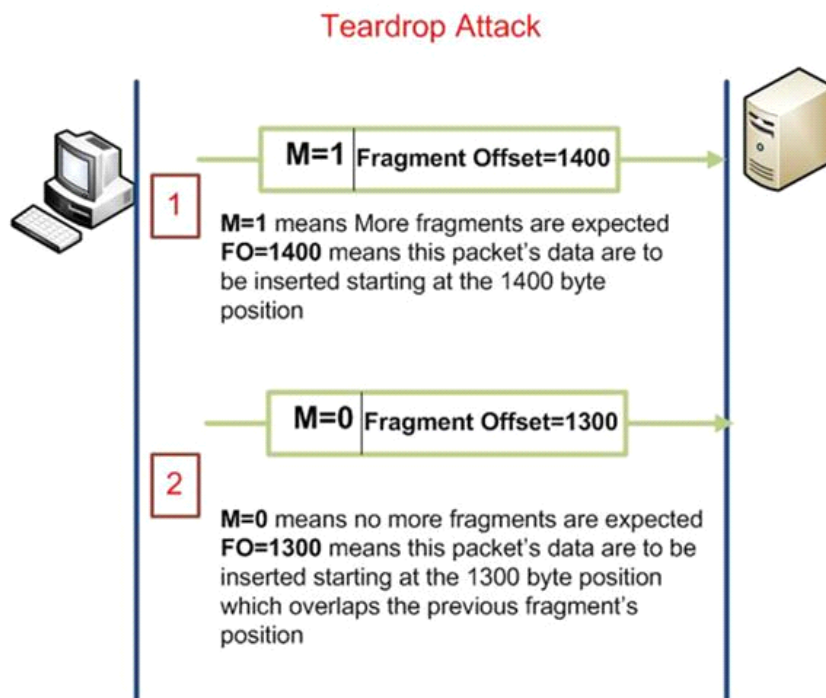 Teardrop Attack
M=1 Fragment Offset=1400
1
M=1 means More fragments are expected
FO=1400 means this packet's data are to
be inserted starting at the 1400 byte
position
M=0 Fragment Offset=1300
2
M=0 means no more fragments are expected
FO=1300 means this packet's data are to be
inserted starting at the 1300 byte position
which overlaps the previous fragment's
position